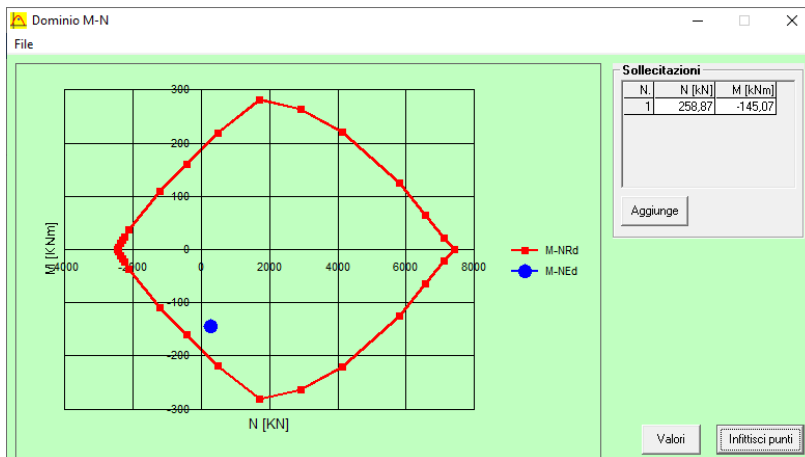 Dominio M-N
File
300
200
100
0
-100
-200
-300
M [KNm]
-4000
-2000
0
2000
4000
6000
8000
N [KN]
M-NRd
M-NEd
Sollecitazioni
N. N [kN] M [kNm]
1 258,87 -145,07
Aggiunge
Valori
Infittisci punti